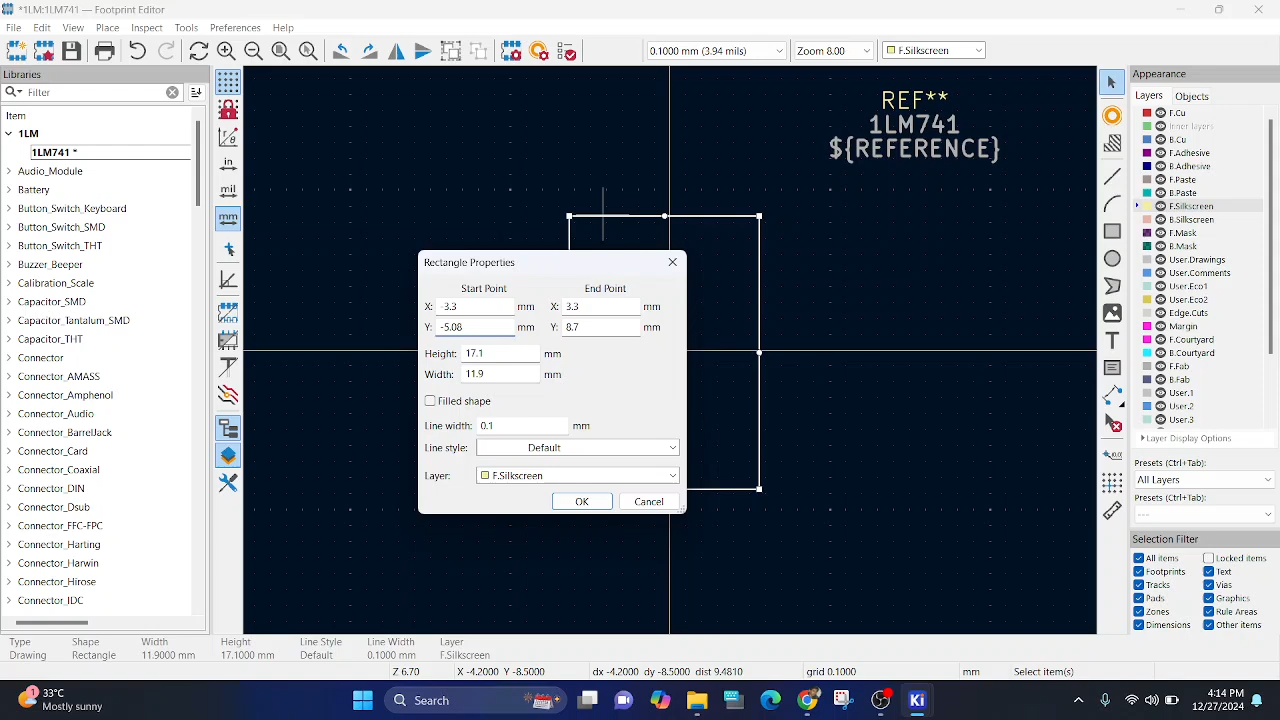 *1LM:1LM741 — Footprint Editor
File Edit View Place Inspect Tools Preferences Help
0.1000 mm (3.94 mils) Zoom 8.00 F.Silkscreen
Libraries
Filter
Item
1LM
1LM741 *
Audio_Module
Battery
Button_Switch_Keyboard
Button_Switch_SMD
Button_Switch_THT
Buzzer_Beeper
Calibration_Scale
Capacitor_SMD
Capacitor_Tantalum_SMD
Capacitor_THT
Connector
Connector_AMASS
Connector_Amphenol
Connector_Audio
Connector_BarrelJack
Connector_Card
Connector_Coaxial
Connector_DIN
Connector_Dsub
Connector_FFC-FPC
Connector_Harting
Connector_Harwin
Connector_Hirose
Connector_IDC
in
mil
mm
REF**
1LM741
${REFERENCE}
Rectangle Properties
Start Point End Point
X: -3.3 mm X: 3.3 mm
Y: -5.08 mm Y: 8.7 mm
Height: 17.1 mm
Width: 11.9 mm
Filled shape
Line width: 0.1 mm
Line style: Default
Layer: F.Silkscreen
OK Cancel
Appearance
Layers Objects
F.Cu
Inner layers
B.Cu
F.Adhesive
B.Adhesive
F.Paste
B.Paste
F.Silkscreen
B.Silkscreen
F.Mask
B.Mask
User.Drawings
User.Comments
User.Eco1
User.Eco2
Edge.Cuts
Margin
F.Courtyard
B.Courtyard
F.Fab
B.Fab
User.1
User.2
Layer Display Options
Presets (Ctrl+Tab):
All Layers
Presets (Ctrl+Tab):
---
Selection Filter
All items Locked items
Footprints Text
Tracks Vias
Pads Graphics
Zones Rule Areas
Dimensions Other items
Type Shape Width Height Line Style Line Width Layer
Drawing Rectangle 11.9000 mm 17.1000 mm Default 0.1000 mm F.Silkscreen
Z 6.70 X -4.2000 Y -8.5000 dx -4.2000 dy -8.5000 dist 9.4810 grid 0.1000 mm Select item(s)
1
33°C
Mostly sunny
Search
Ki
4:14 PM
12/27/2024